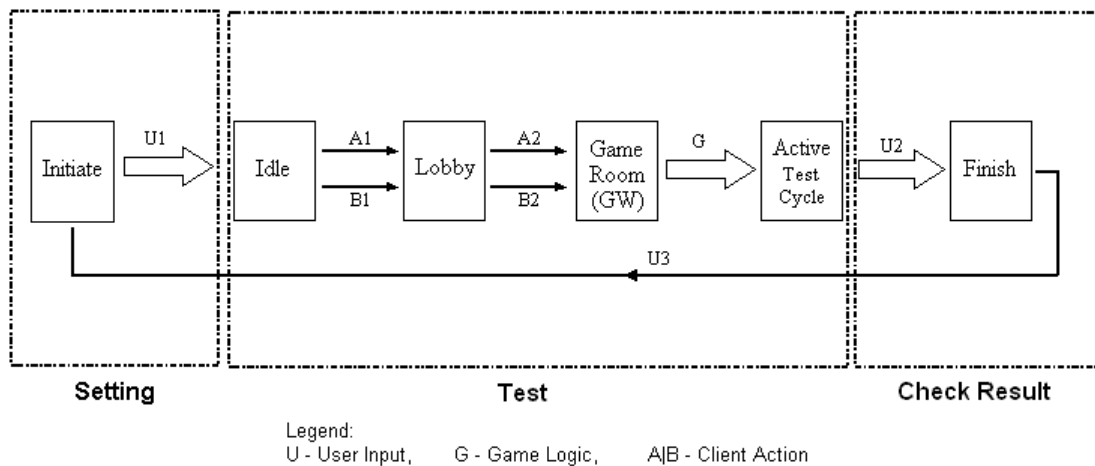 Initiate
U1
Idle
A1
B1
Lobby
A2
B2
Game
Room
(GW)
G
Active
Test
Cycle
U2
Finish
U3
Setting
Test
Check Result
Legend:
U - User Input, G - Game Logic, A|B - Client Action